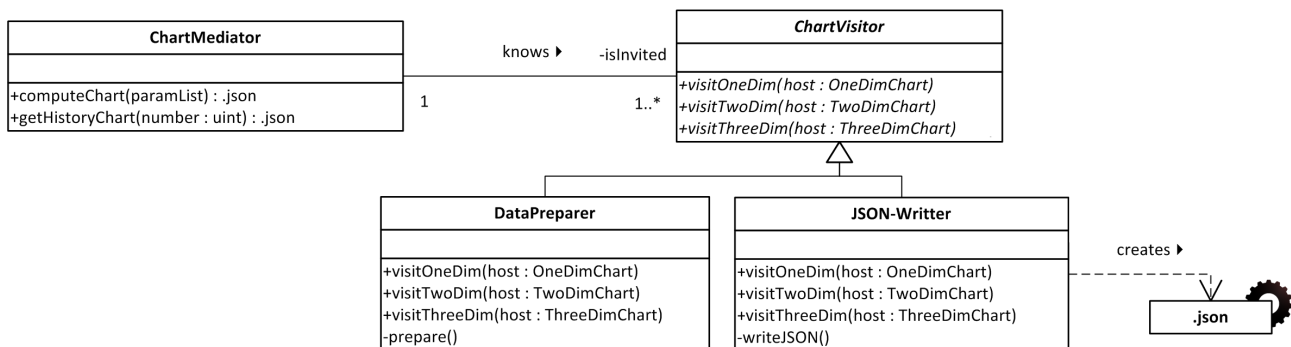 ChartMediator
+computeChart(paramList) : .json
+getHistoryChart(number : uint) : .json
knows
-isInvited
1
1..*
ChartVisitor
+visitOneDim(host : OneDimChart)
+visitTwoDim(host : TwoDimChart)
+visitThreeDim(host : ThreeDimChart)
DataPreparer
+visitOneDim(host : OneDimChart)
+visitTwoDim(host : TwoDimChart)
+visitThreeDim(host : ThreeDimChart)
-prepare()
JSON-Writter
+visitOneDim(host : OneDimChart)
+visitTwoDim(host : TwoDimChart)
+visitThreeDim(host : ThreeDimChart)
-writeJSON()
creates
.json